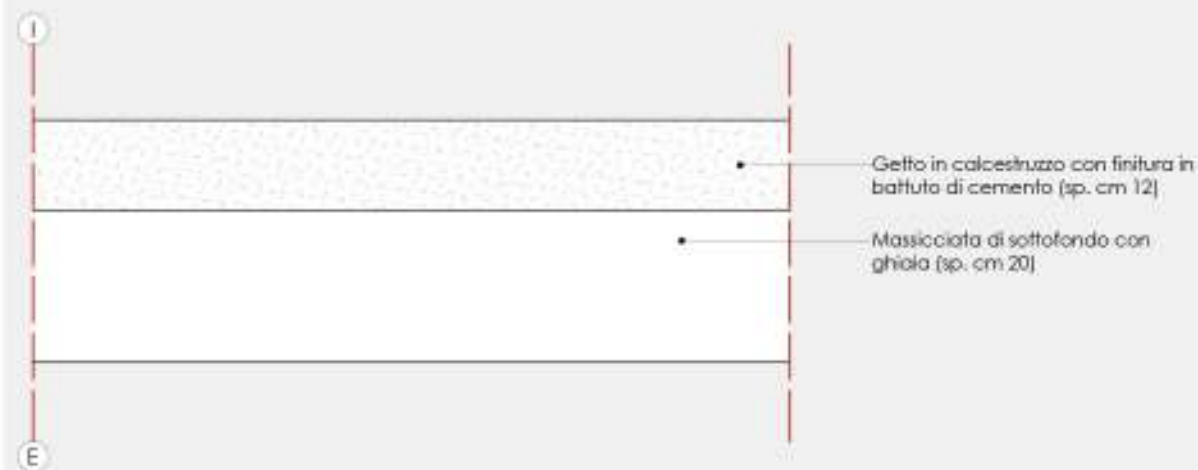 I
Getto in calcestruzzo con finitura in
battuto di cemento (sp. cm 12)
Massicciata di sottofondo con
ghiaia (sp. cm 20)
E